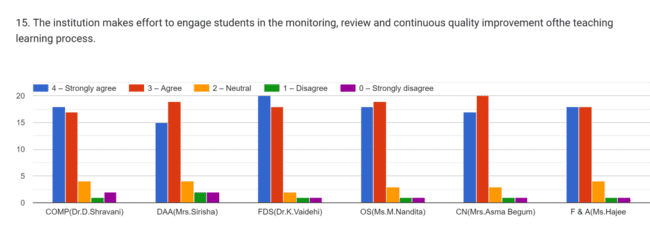 15. The institution makes effort to engage students in the monitoring, review and continuous quality improvement ofthe teaching
learning process.
4 – Strongly agree 3 – Agree 2 – Neutral 1 – Disagree 0 – Strongly disagree
20
15
10
5
0
COMP(Dr.D.Shravani) DAA(Mrs.Sirisha) FDS(Dr.K.Vaidehi) OS(Ms.M.Nandita) CN(Mrs.Asma Begum) F & A(Ms.Hajee